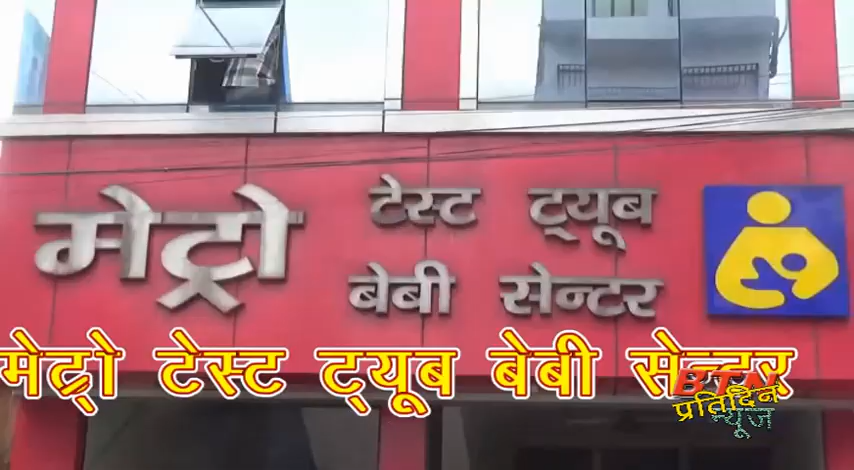 मेट्रो
टेस्ट ट्यूब
बेबी सेन्टर
मेट्रो टेस्ट ट्यूब बेबी सेन्टर
BTN
प्रतिदिन
न्यूज